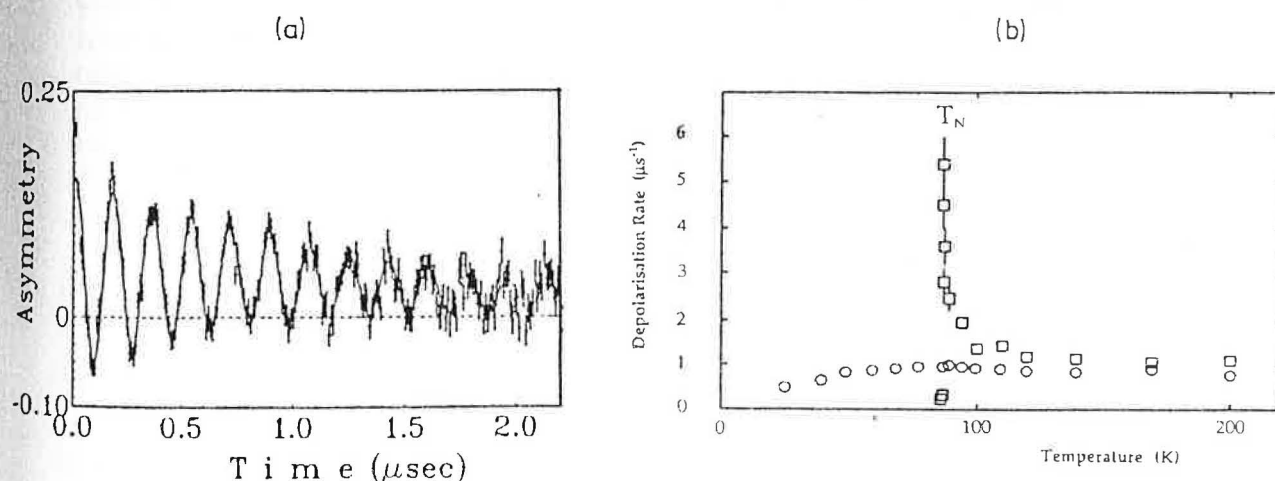 (a)
0.25
0
-0.10
Asymmetry
0.0
0.5
1.0
1.5
2.0
T i m e (μsec)
(b)
T_N
6
5
4
3
2
1
0
Depolarisation Rate (μs⁻¹)
0
100
200
Temperature (K)